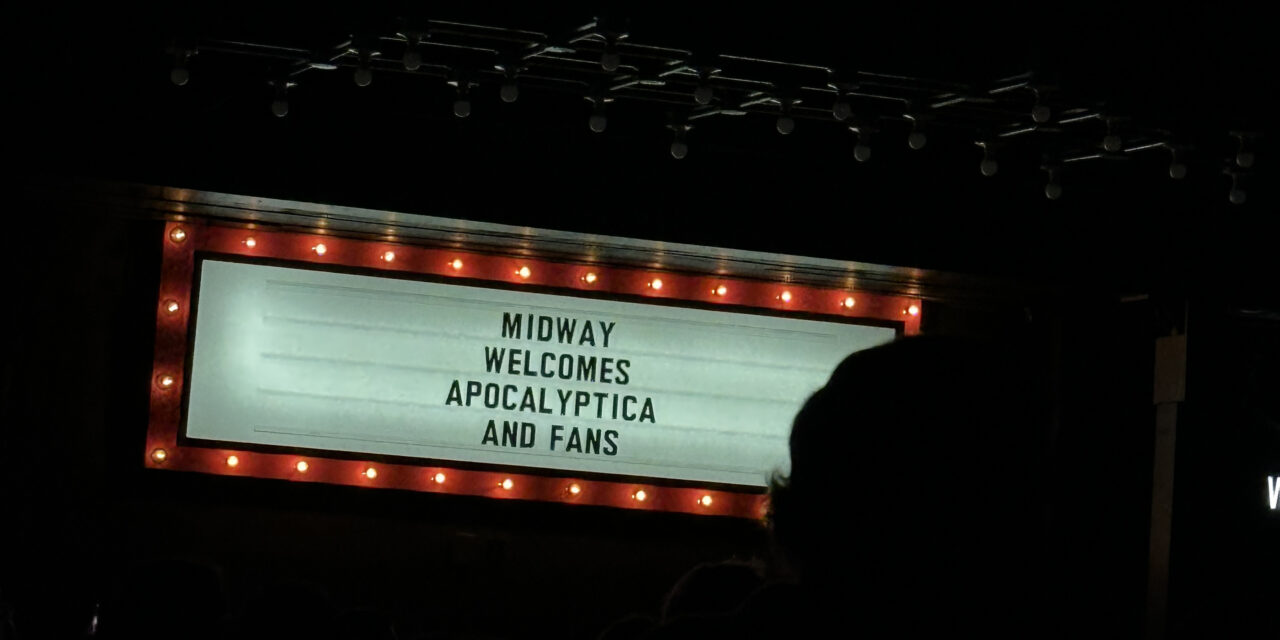 MIDWAY
WELCOMES
APOCALYPTICA
AND FANS